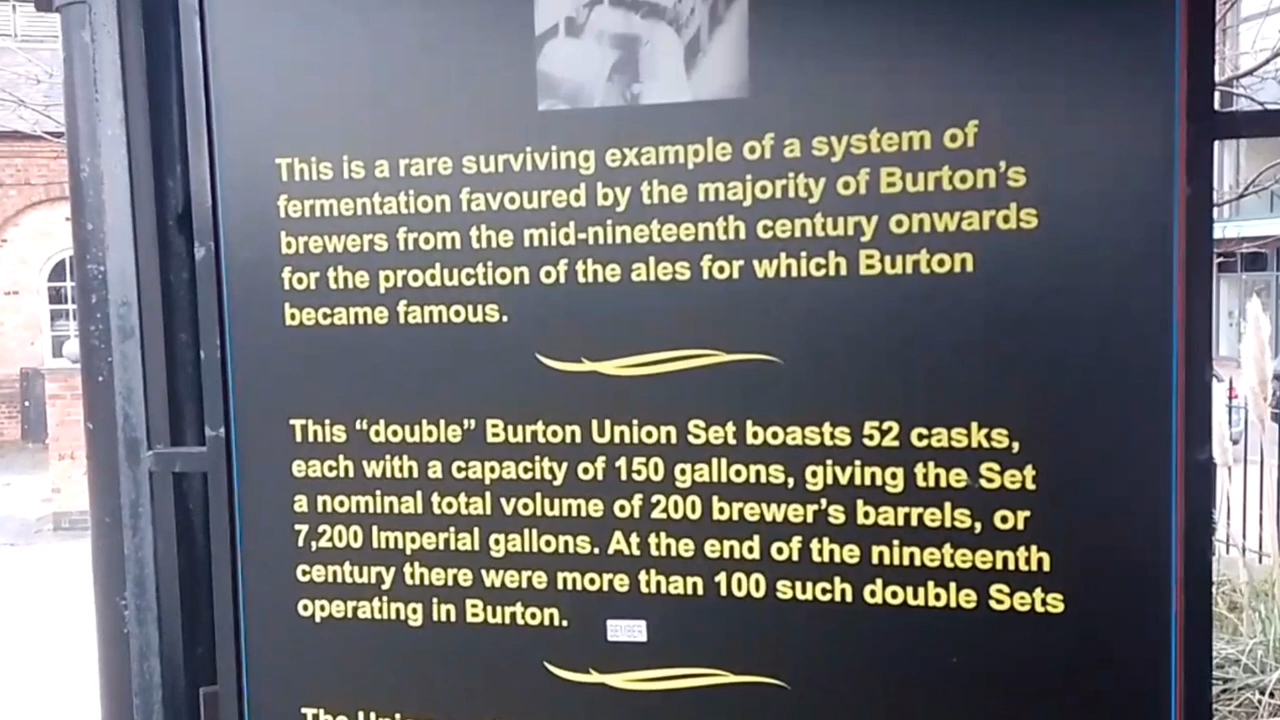 This is a rare surviving example of a system of
fermentation favoured by the majority of Burton's
brewers from the mid-nineteenth century onwards
for the production of the ales for which Burton
became famous.
This “double” Burton Union Set boasts 52 casks,
each with a capacity of 150 gallons, giving the Set
a nominal total volume of 200 brewer's barrels, or
7,200 Imperial gallons. At the end of the nineteenth
century there were more than 100 such double Sets
operating in Burton.
The